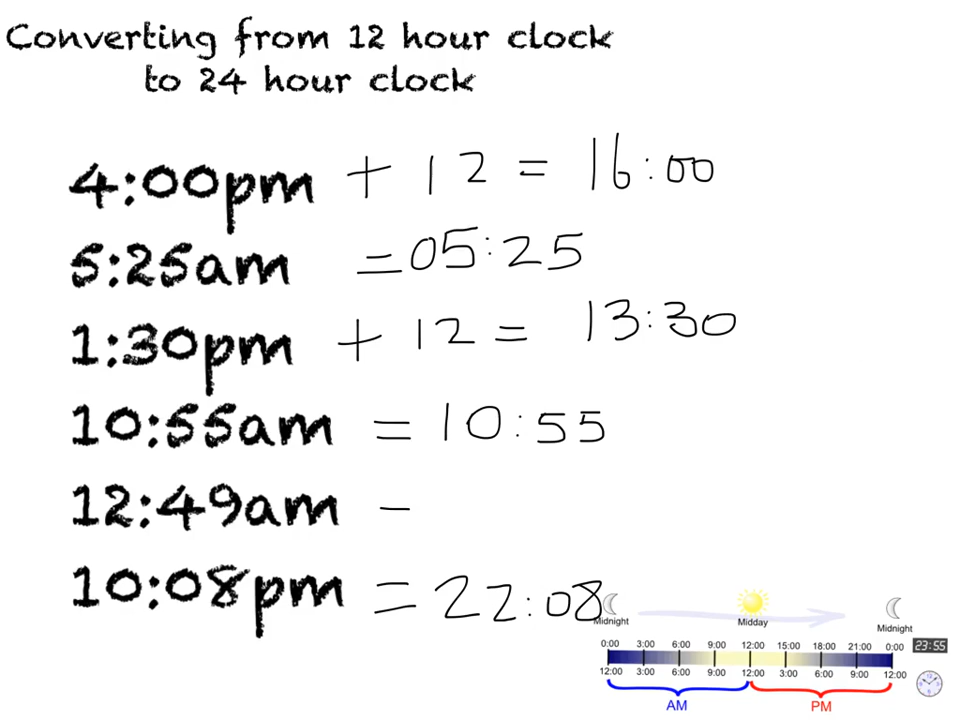 Converting from 12 hour clock
to 24 hour clock
4:00pm + 12 = 16:00
5:25am = 05:25
1:30pm + 12 = 13:30
10:55am = 10:55
12:49am -
10:08pm = 22:08
Midnight Midday Midnight
0:00 3:00 6:00 9:00 12:00 15:00 18:00 21:00 0:00 23:55
12:00 3:00 6:00 9:00 12:00 3:00 6:00 9:00 12:00
AM PM